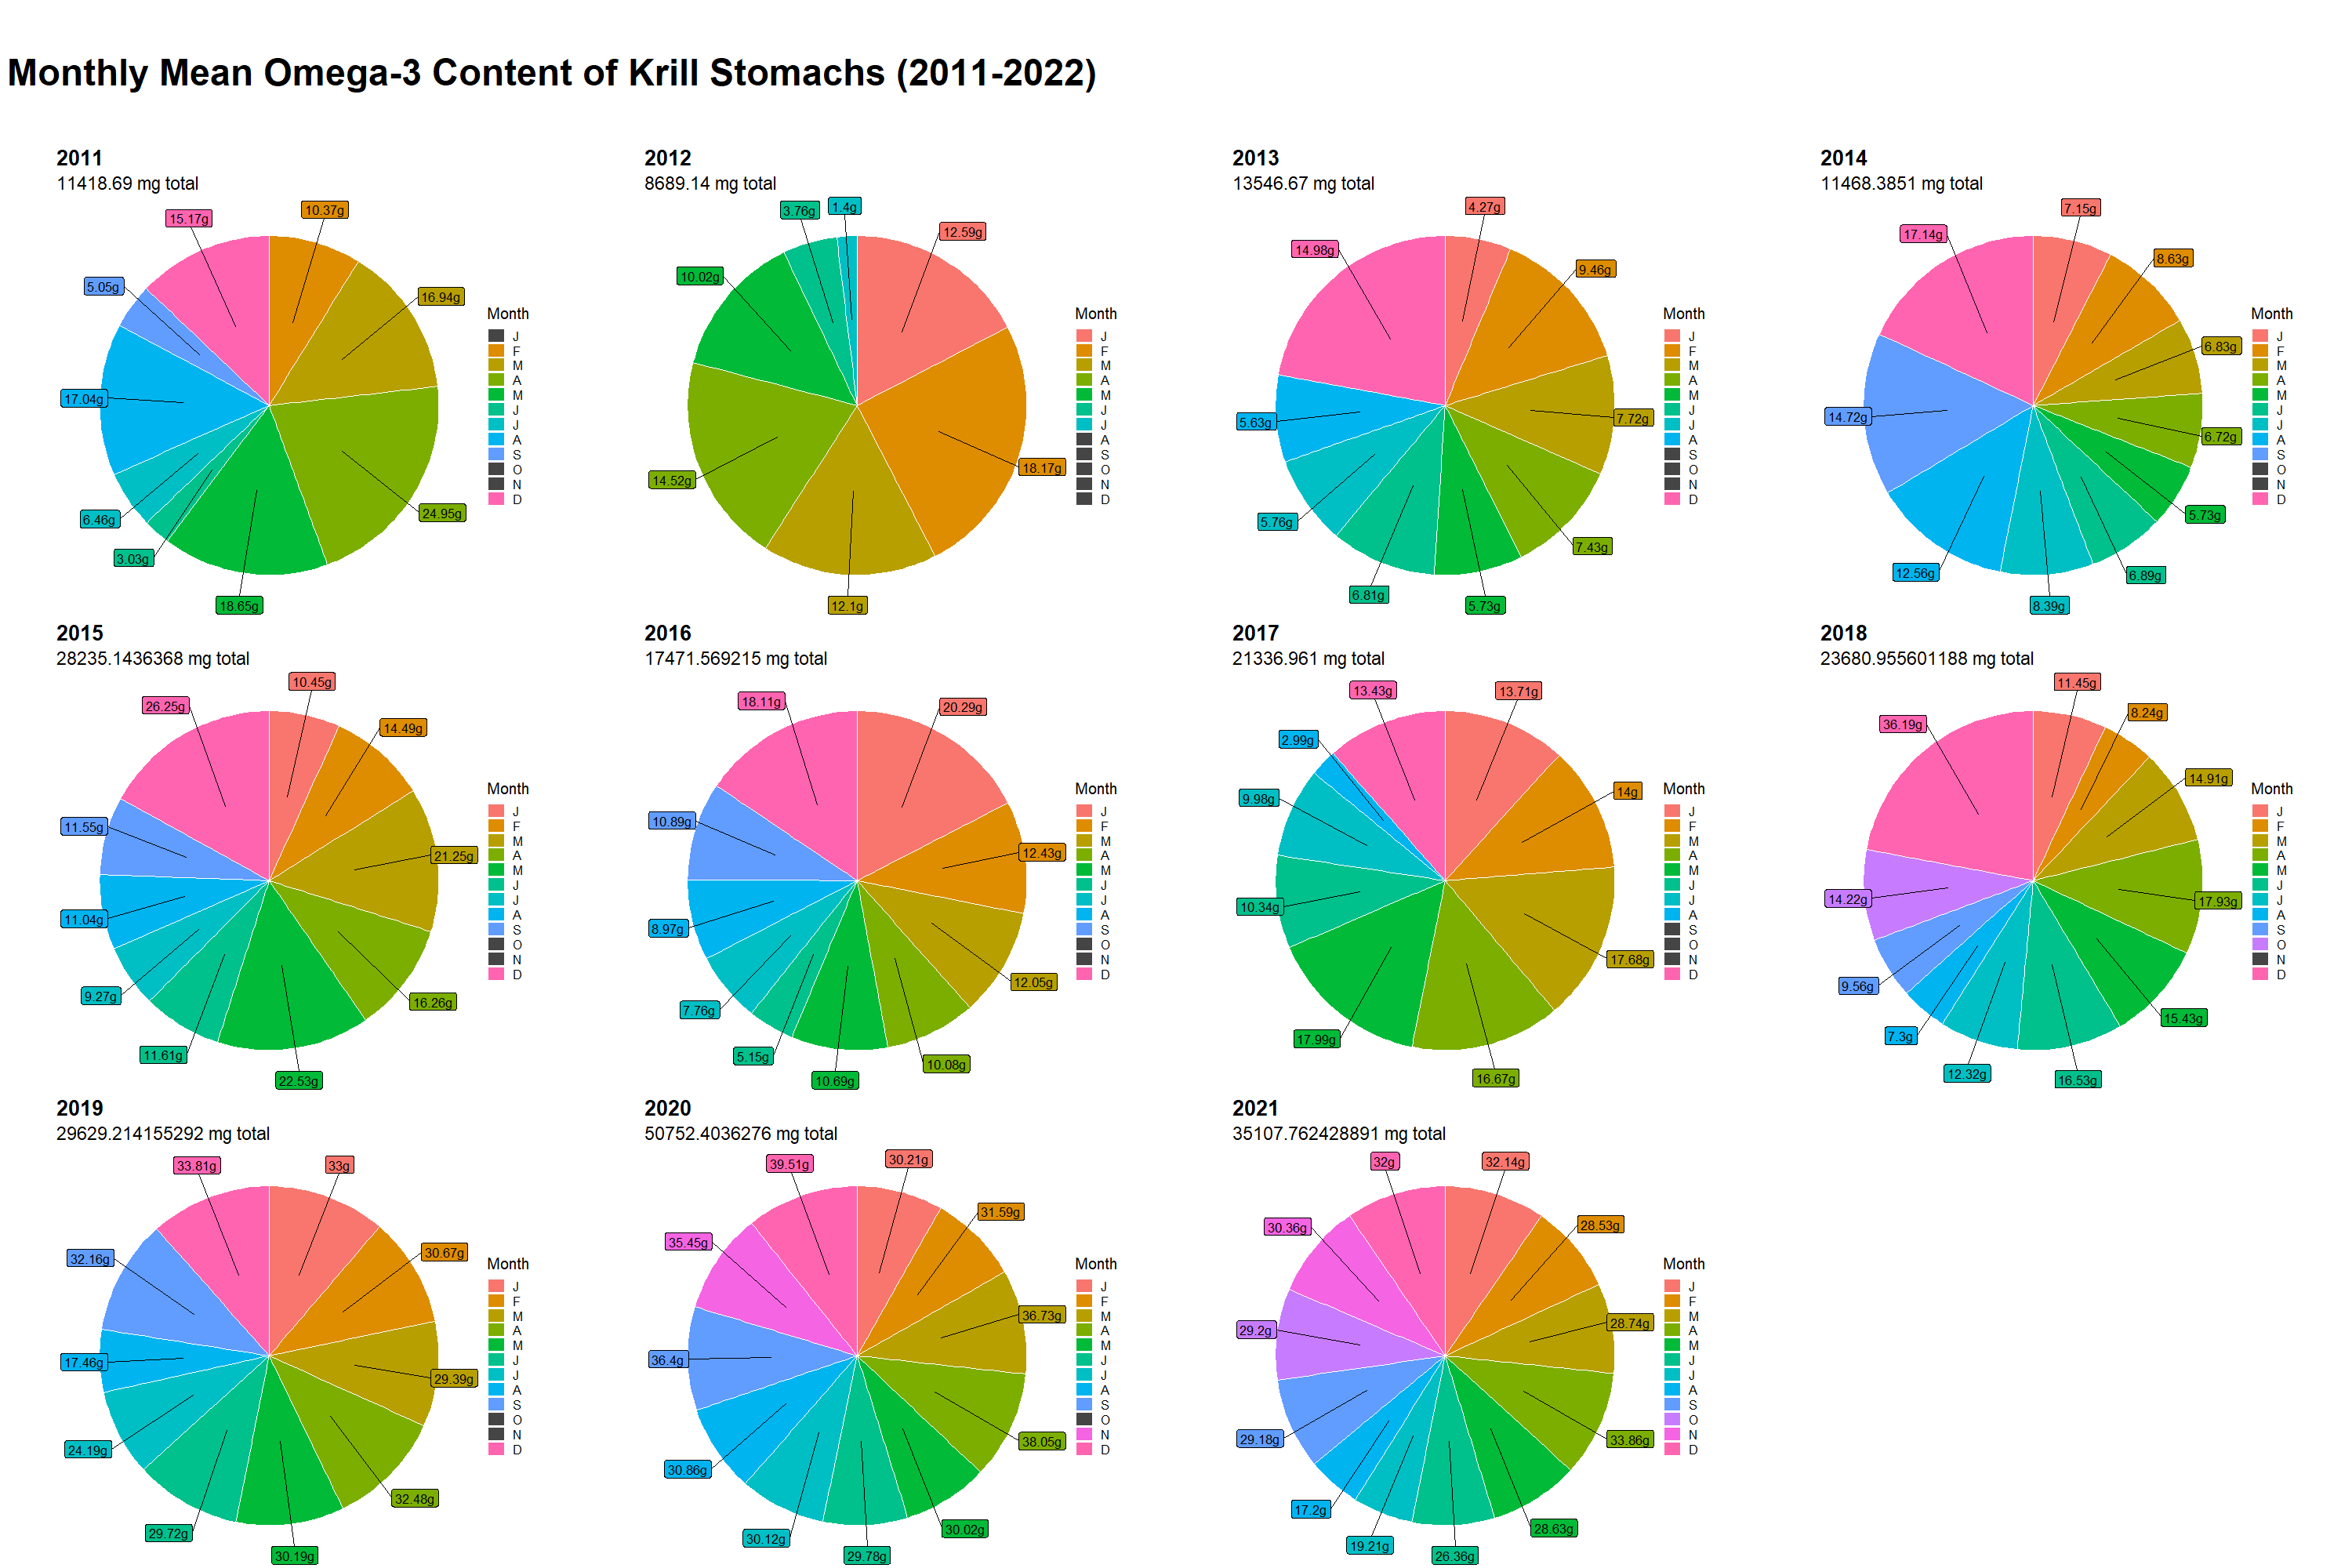 Monthly Mean Omega-3 Content of Krill Stomachs (2011-2022)
2011
11418.69 mg total
15.17g
10.37g
5.05g
16.94g
17.04g
24.95g
6.46g
3.03g
18.65g
Month
J
F
M
A
M
J
J
A
S
O
N
D
2012
8689.14 mg total
3.76g
1.4g
12.59g
10.02g
18.17g
14.52g
12.1g
Month
J
F
M
A
M
J
J
A
S
O
N
D
2013
13546.67 mg total
4.27g
14.98g
9.46g
7.72g
5.63g
5.76g
7.43g
6.81g
5.73g
Month
J
F
M
A
M
J
J
A
S
O
N
D
2014
11468.3851 mg total
7.15g
17.14g
8.63g
6.83g
14.72g
6.72g
5.73g
12.56g
6.89g
8.39g
Month
J
F
M
A
M
J
J
A
S
O
N
D
2015
28235.1436368 mg total
10.45g
26.25g
14.49g
11.55g
21.25g
11.04g
9.27g
16.26g
11.61g
22.53g
Month
J
F
M
A
M
J
J
A
S
O
N
D
2016
17471.569215 mg total
18.11g
20.29g
10.89g
12.43g
8.97g
12.05g
7.76g
5.15g
10.08g
10.69g
Month
J
F
M
A
M
J
J
A
S
O
N
D
2017
21336.961 mg total
13.43g
13.71g
2.99g
14g
9.98g
10.34g
17.68g
17.99g
16.67g
Month
J
F
M
A
M
J
J
A
S
O
N
D
2018
23680.955601188 mg total
11.45g
8.24g
36.19g
14.91g
14.22g
17.93g
9.56g
15.43g
7.3g
12.32g
16.53g
Month
J
F
M
A
M
J
J
A
S
O
N
D
2019
29629.214155292 mg total
33.81g
33g
32.16g
30.67g
17.46g
29.39g
24.19g
32.48g
29.72g
30.19g
Month
J
F
M
A
M
J
J
A
S
O
N
D
2020
50752.4036276 mg total
39.51g
30.21g
31.59g
35.45g
36.73g
36.4g
38.05g
30.86g
30.02g
30.12g
29.78g
Month
J
F
M
A
M
J
J
A
S
O
N
D
2021
35107.762428891 mg total
32g
32.14g
30.36g
28.53g
29.2g
28.74g
29.18g
33.86g
17.2g
28.63g
19.21g
26.36g
Month
J
F
M
A
M
J
J
A
S
O
N
D